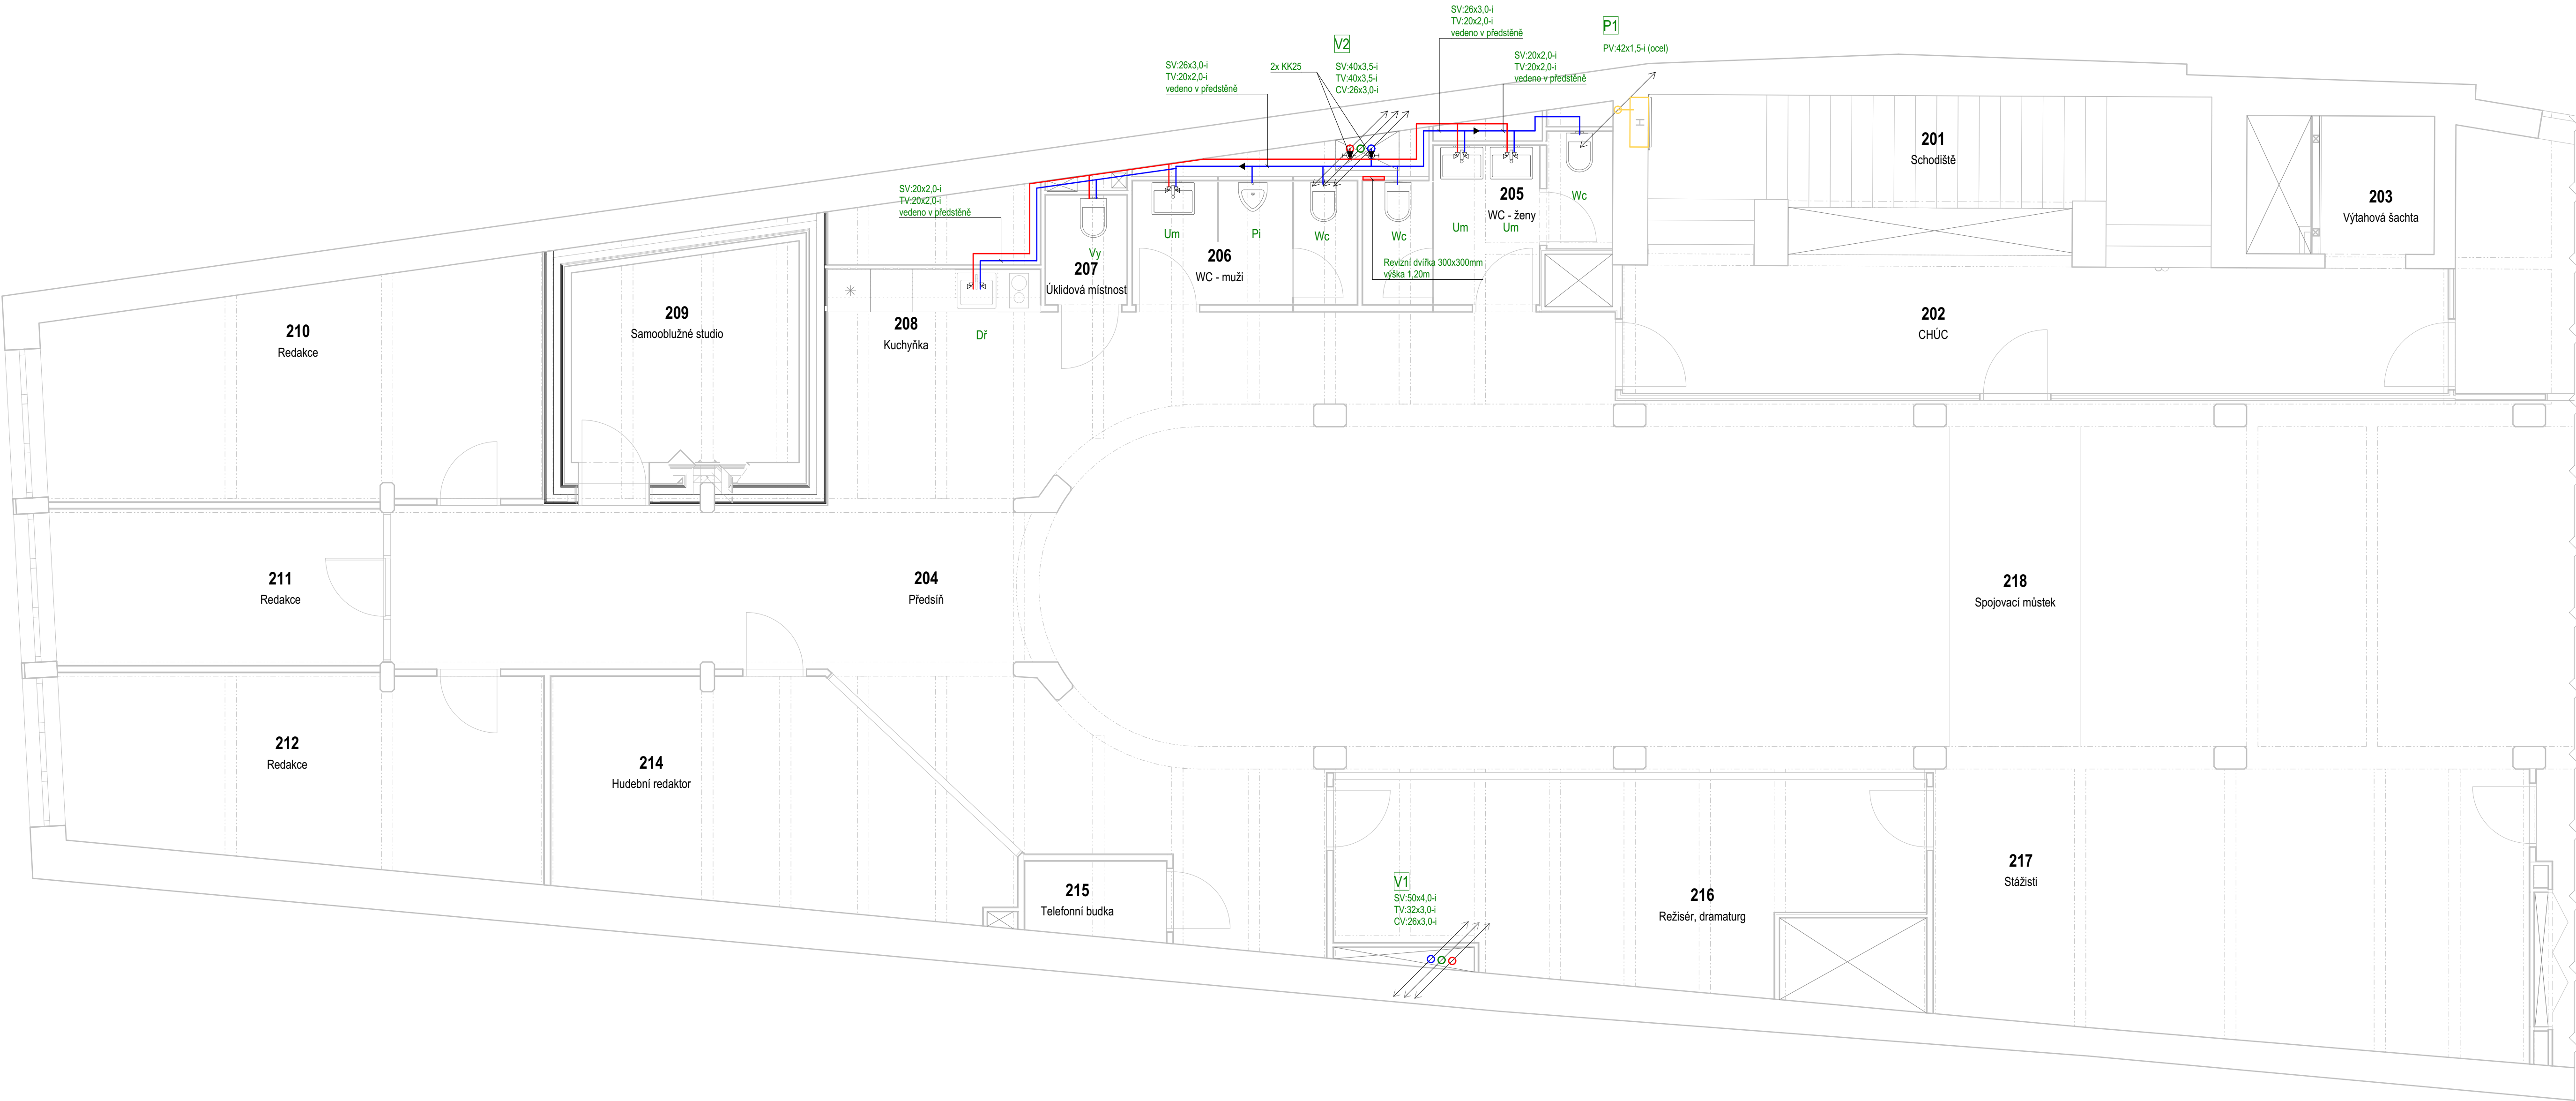 SV:26x3,0-i
TV:20x2,0-i
vedeno v předstěně
P1
PV:42x1,5-i (ocel)
V2
SV:40x3,5-i
TV:40x3,5-i
CV:26x3,0-i
2x KK25
SV:26x3,0-i
TV:20x2,0-i
vedeno v předstěně
SV:20x2,0-i
TV:20x2,0-i
vedeno v předstěně
H
201
Schodiště
203
Výtahová šachta
SV:20x2,0-i
TV:20x2,0-i
vedeno v předstěně
205
WC - ženy
Um
Um
Wc
Wc
Wc
Pi
Um
Vy
206
WC - muži
207
Úklidová místnost
Revizní dvířka 300x300mm
výška 1,20m
202
CHÚC
208
Kuchyňka
Dř
209
Samooblužné studio
210
Redakce
211
Redakce
204
Předsíň
218
Spojovací můstek
212
Redakce
214
Hudební redaktor
215
Telefonní budka
V1
SV:50x4,0-i
TV:32x3,0-i
CV:26x3,0-i
216
Režisér, dramaturg
217
Stážisti